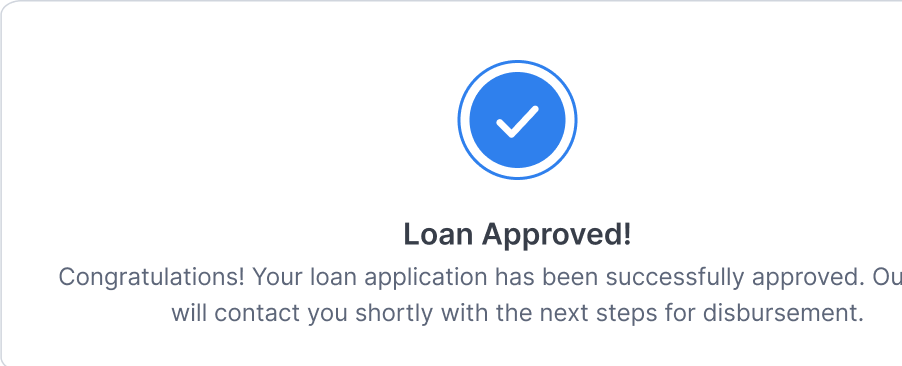 Loan Approved!
Congratulations! Your loan application has been successfully approved.
will contact you shortly with the next steps for disbursement.